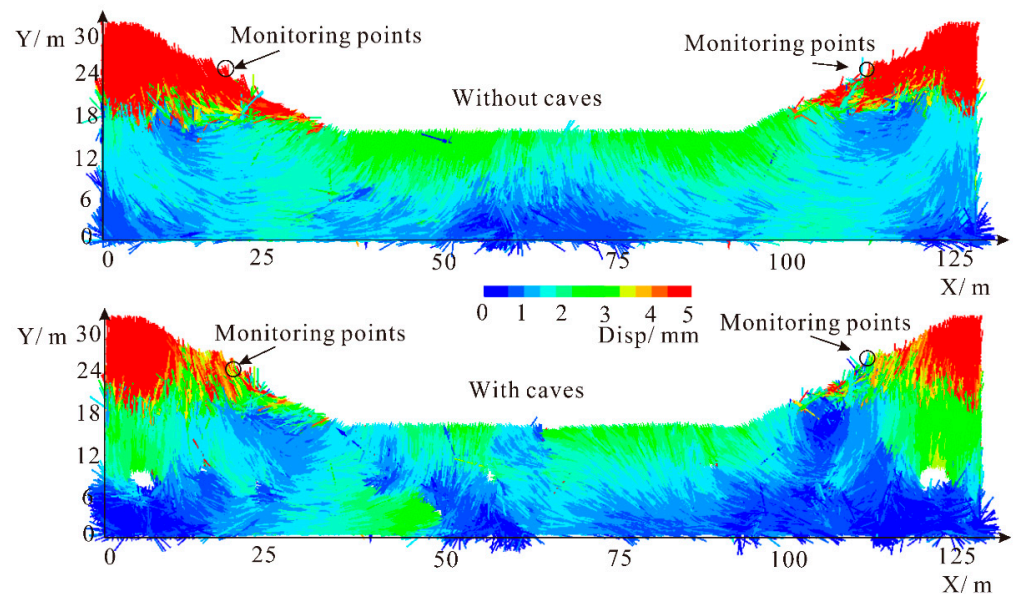 Y/ m
30
24
18
12
6
0
Monitoring points
Monitoring points
Without caves
0
25
50
75
100
125
X/ m
0 1 2 3 4 5
Disp/ mm
Y/ m
30
24
18
12
6
0
Monitoring points
Monitoring points
With caves
0
25
50
75
100
125
X/ m